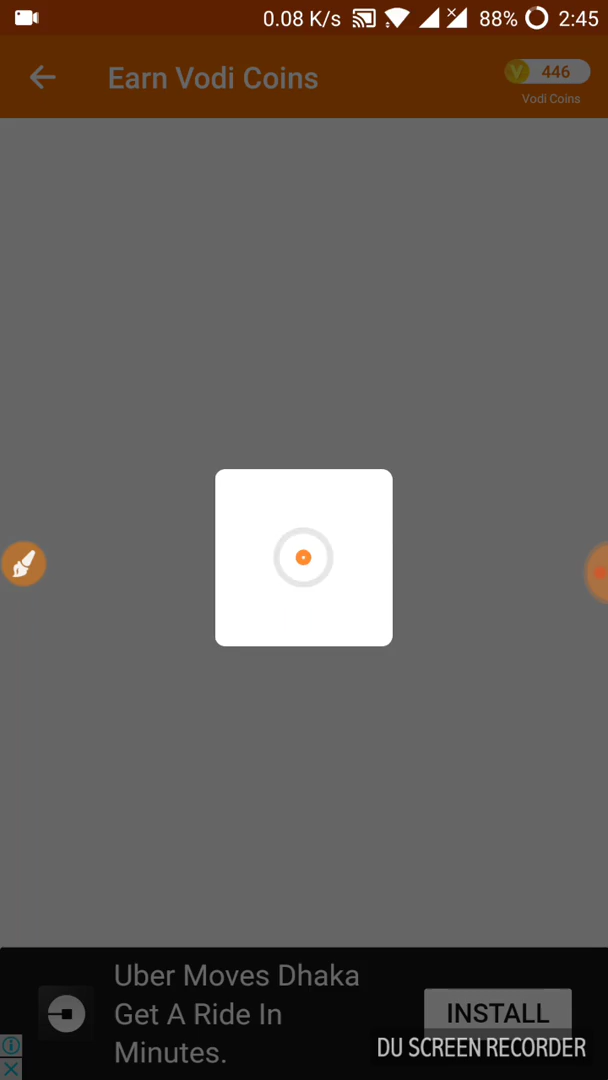 0.08 K/s 88% 2:45
Earn Vodi Coins
V 446
Vodi Coins
Uber Moves Dhaka
Get A Ride In
Minutes.
INSTALL
DU SCREEN RECORDER